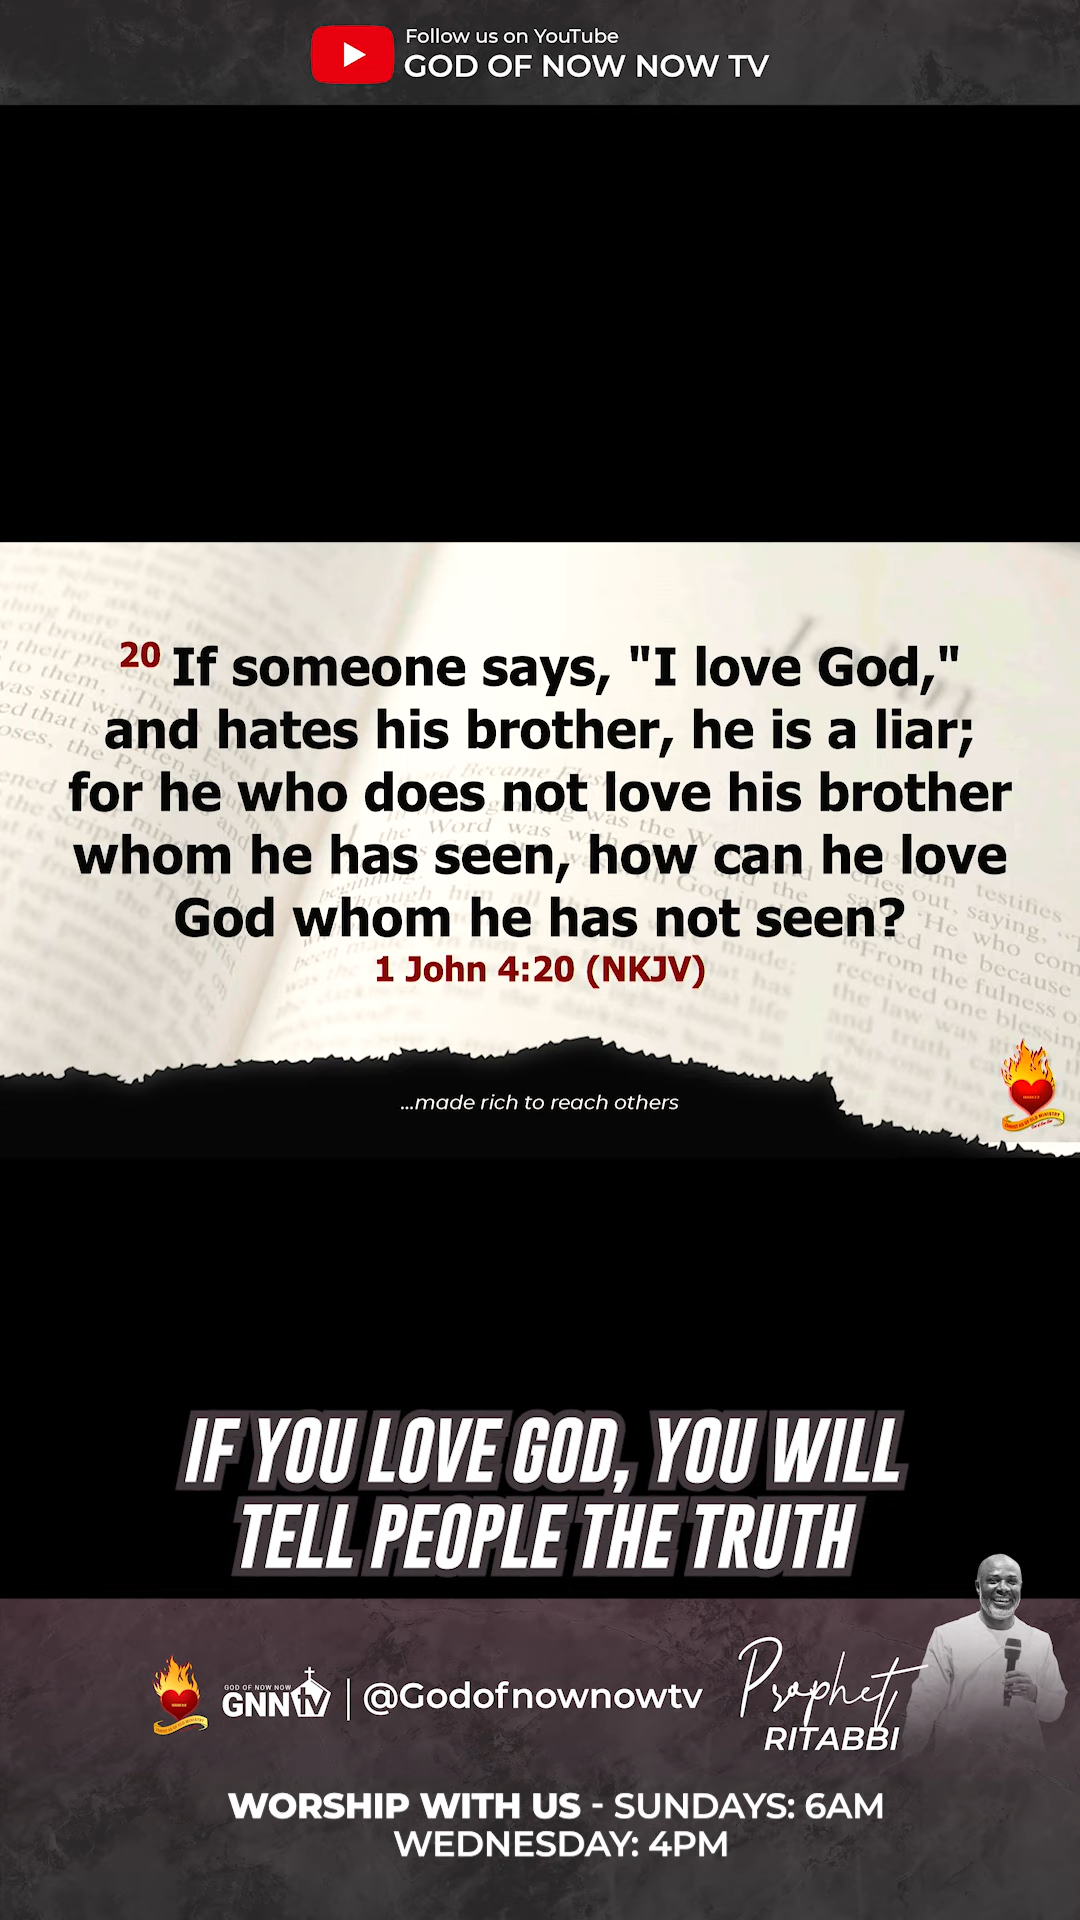 Follow us on YouTube
GOD OF NOW NOW TV
20 If someone says, "I love God,"
and hates his brother, he is a liar;
for he who does not love his brother
whom he has seen, how can he love
God whom he has not seen?
1 John 4:20 (NKJV)
...made rich to reach others
IF YOU LOVE GOD, YOU WILL
TELL PEOPLE THE TRUTH
GOD OF NOW NOW
GNNtv | @Godofnownowtv
Prophet
RITABBI
WORSHIP WITH US - SUNDAYS: 6AM
WEDNESDAY: 4PM